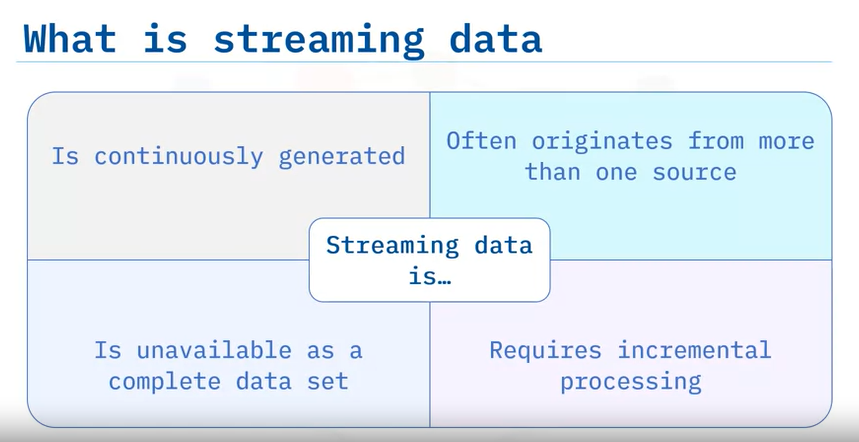 What is streaming data
Is continuously generated
Often originates from more
than one source
Streaming data
is…
Is unavailable as a
complete data set
Requires incremental
processing